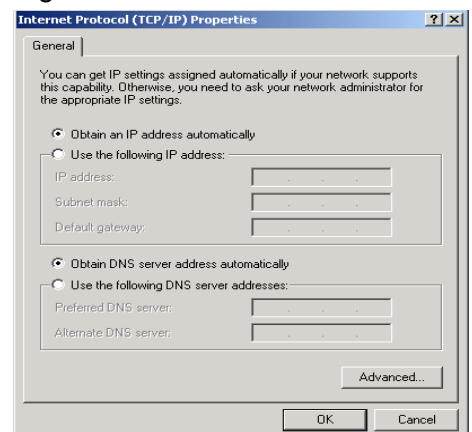 Internet Protocol (TCP/IP) Properties
General
You can get IP settings assigned automatically if your network supports
this capability. Otherwise, you need to ask your network administrator for
the appropriate IP settings.
Obtain an IP address automatically
Use the following IP address:
IP address:
Subnet mask:
Default gateway:
Obtain DNS server address automatically
Use the following DNS server addresses:
Preferred DNS server:
Alternate DNS server:
Advanced...
OK Cancel